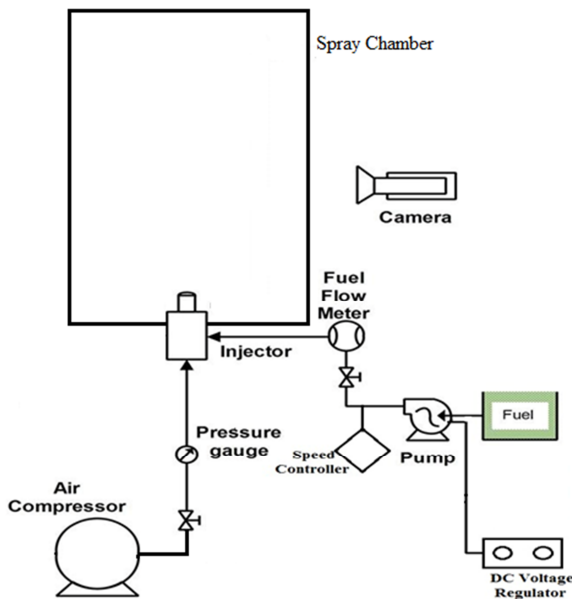 Spray Chamber
Camera
Fuel
Flow
Meter
Injector
Fuel
Pressure
gauge
Speed
Controller
Pump
Air
Compressor
DC Voltage
Regulator